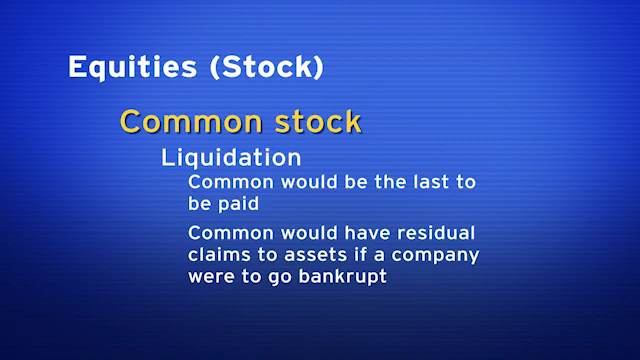 Equities (Stock)
Common stock
Liquidation
Common would be the last to
be paid
Common would have residual
claims to assets if a company
were to go bankrupt